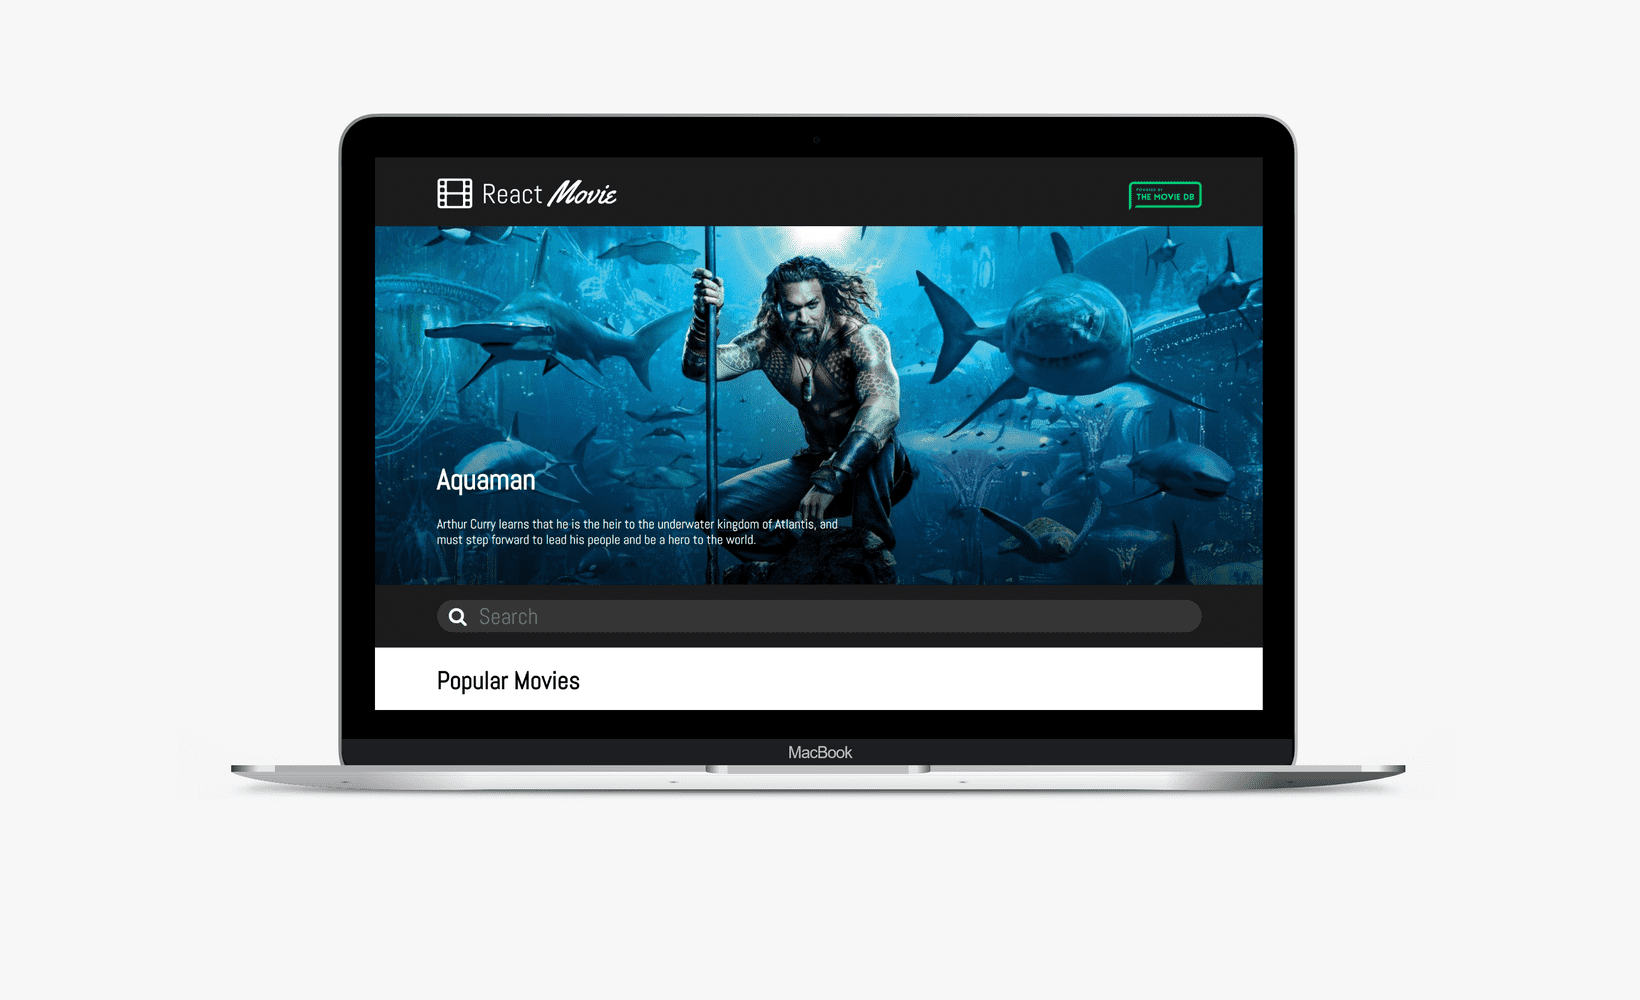 React Movie
POWERED BY
THE MOVIE DB
Aquaman
Arthur Curry learns that he is the heir to the underwater kingdom of Atlantis, and
must step forward to lead his people and be a hero to the world.
Search
Popular Movies
MacBook